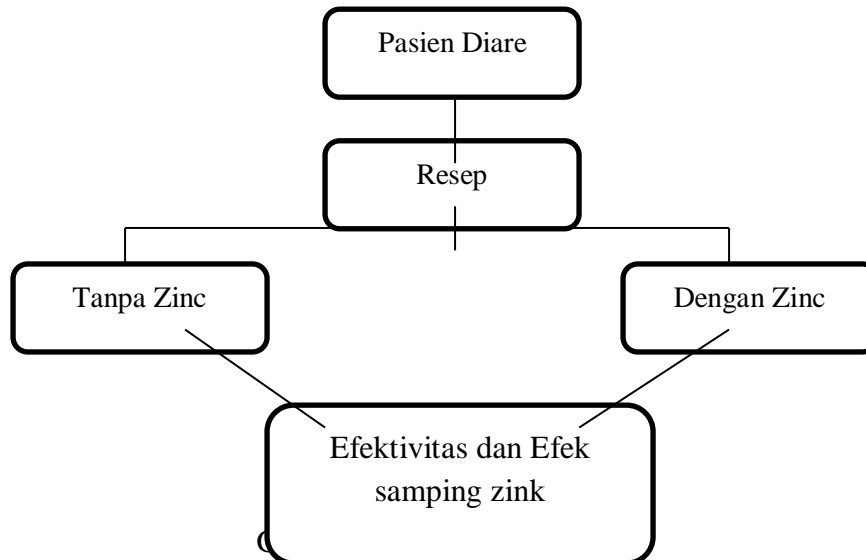 Pasien Diare
Resep
Tanpa Zinc
Dengan Zinc
Efektivitas dan Efek
samping zink